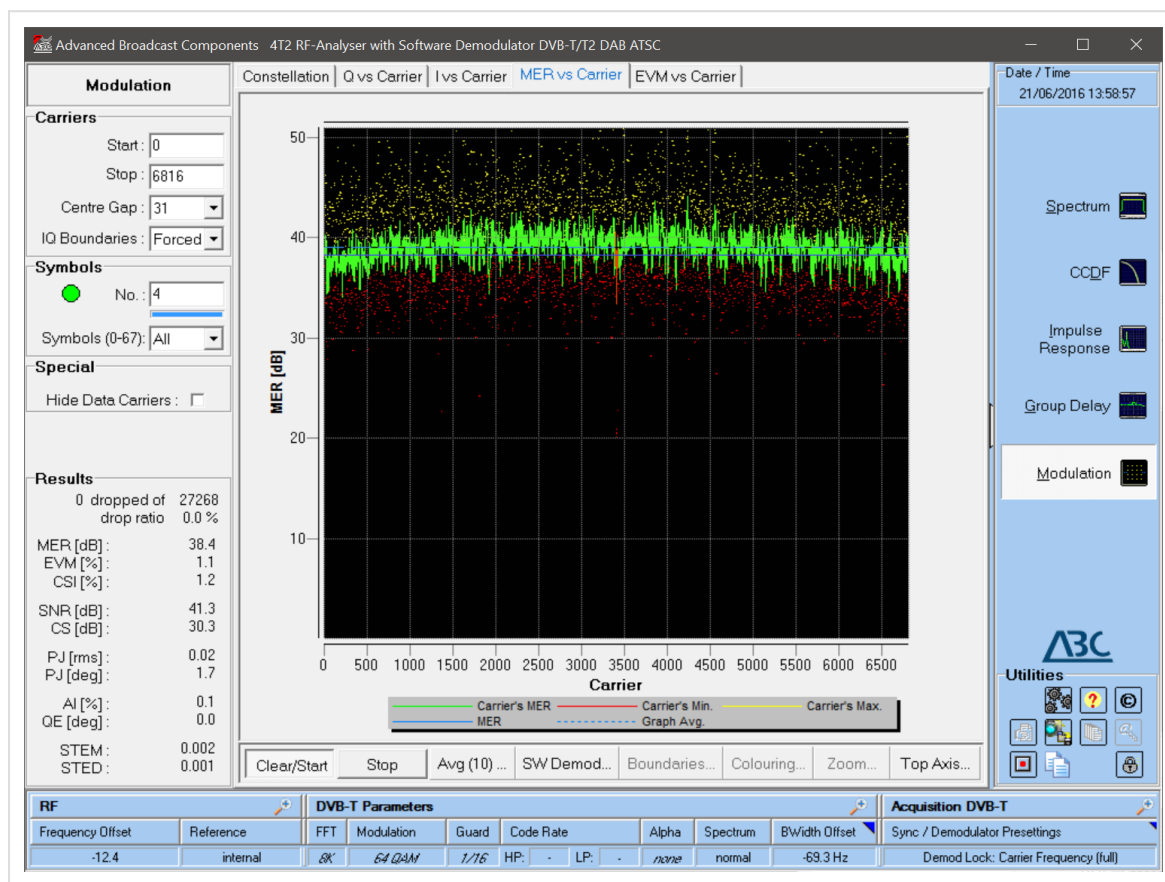 Advanced Broadcast Components 4T2 RF-Analyser with Software Demodulator DVB-T/T2 DAB ATSC
Modulation
Carriers
Start : 0
Stop : 6816
Centre Gap : 31
IQ Boundaries : Forced
Symbols
No. : 4
Symbols (0-67): All
Special
Hide Data Carriers :
Results
0 dropped of 27268
drop ratio 0.0 %
MER [dB] : 38.4
EVM [%] : 1.1
CSI [%] : 1.2
SNR [dB] : 41.3
CS [dB] : 30.3
PJ [rms] : 0.02
PJ [deg] : 1.7
AI [%] : 0.1
QE [deg] : 0.0
STEM : 0.002
STED : 0.001
Constellation Q vs Carrier I vs Carrier MER vs Carrier EVM vs Carrier
50
40
30
20
10
MER [dB]
0 500 1000 1500 2000 2500 3000 3500 4000 4500 5000 5500 6000 6500
Carrier
Carrier's MER Carrier's Min. Carrier's Max.
MER Graph Avg.
Clear/Start Stop Avg (10) ... SW Demod... Boundaries... Colouring... Zoom... Top Axis...
Date / Time
21/06/2016 13:58:57
Spectrum
CCDF
Impulse
Response
Group Delay
Modulation
ABC
Utilities
RF
Frequency Offset Reference
-12.4 internal
DVB-T Parameters
FFT Modulation Guard Code Rate Alpha Spectrum BWidth Offset
8K 64 QAM 1/16 HP: - LP: - none normal -69.3 Hz
Acquisition DVB-T
Sync / Demodulator Presettings
Demod Lock: Carrier Frequency (full)